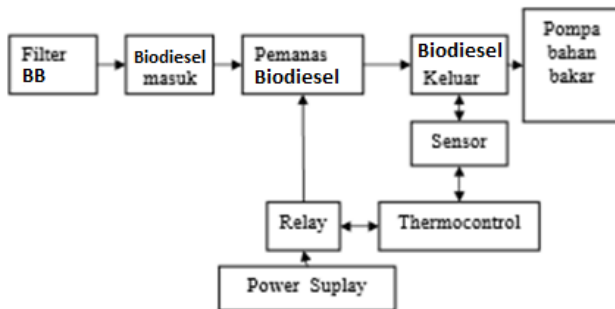 Filter
BB
Biodiesel
masuk
Pemanas
Biodiesel
Biodiesel
Keluar
Pompa
bahan
bakar
Sensor
Relay
Thermocontrol
Power Suplay